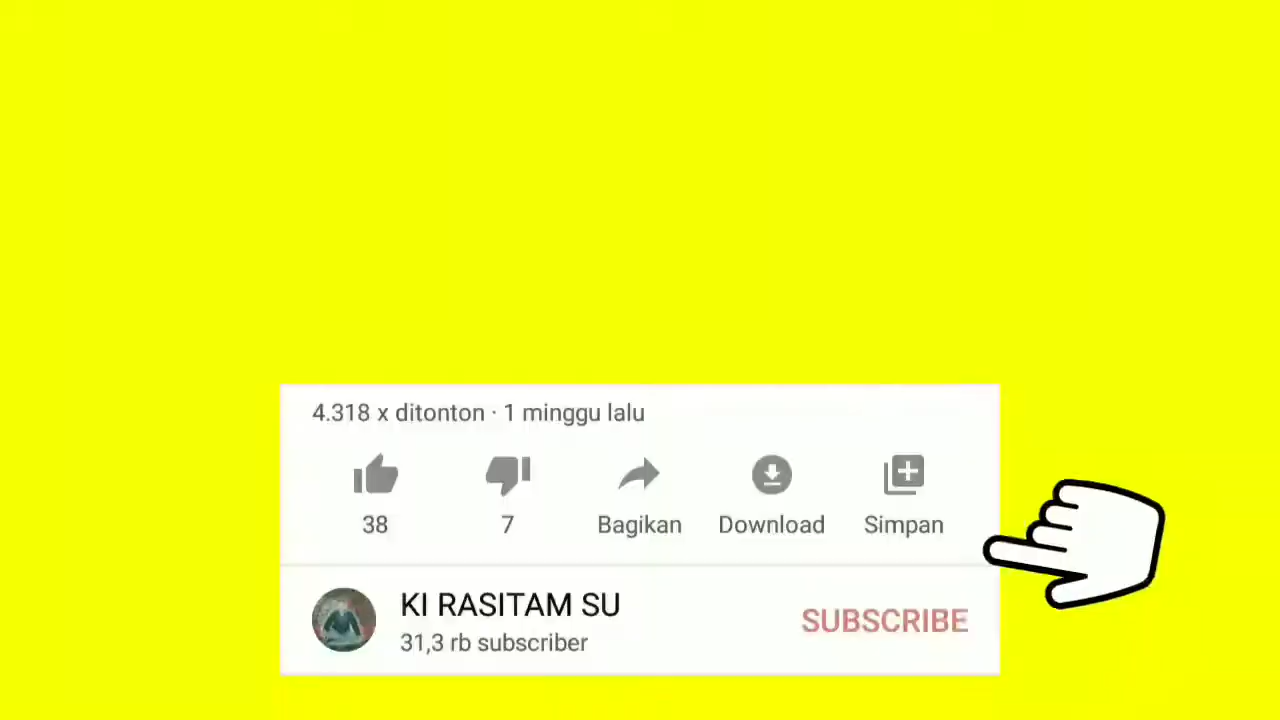 4.318 x ditonton · 1 minggu lalu
38 7 Bagikan Download Simpan
KI RASITAM SU
31,3 rb subscriber
SUBSCRIBE